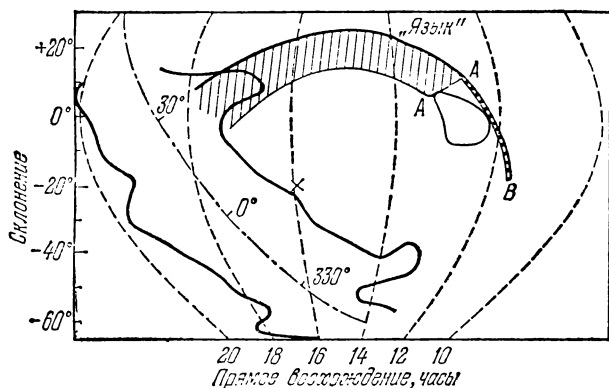 „Язык"
+20°
0°
-20°
-40°
-60°
Склонение
30°
0°
330°
A
A
B
20 18 16 14 12 10
Прямое восхождение, часы